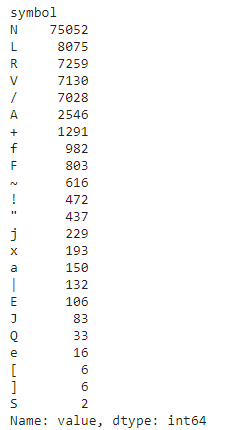 symbol
N 75052
L 8075
R 7259
V 7130
/ 7028
A 2546
+ 1291
f 982
F 803
~ 616
! 472
" 437
j 229
x 193
a 150
| 132
E 106
J 83
Q 33
e 16
[ 6
] 6
S 2
Name: value, dtype: int64